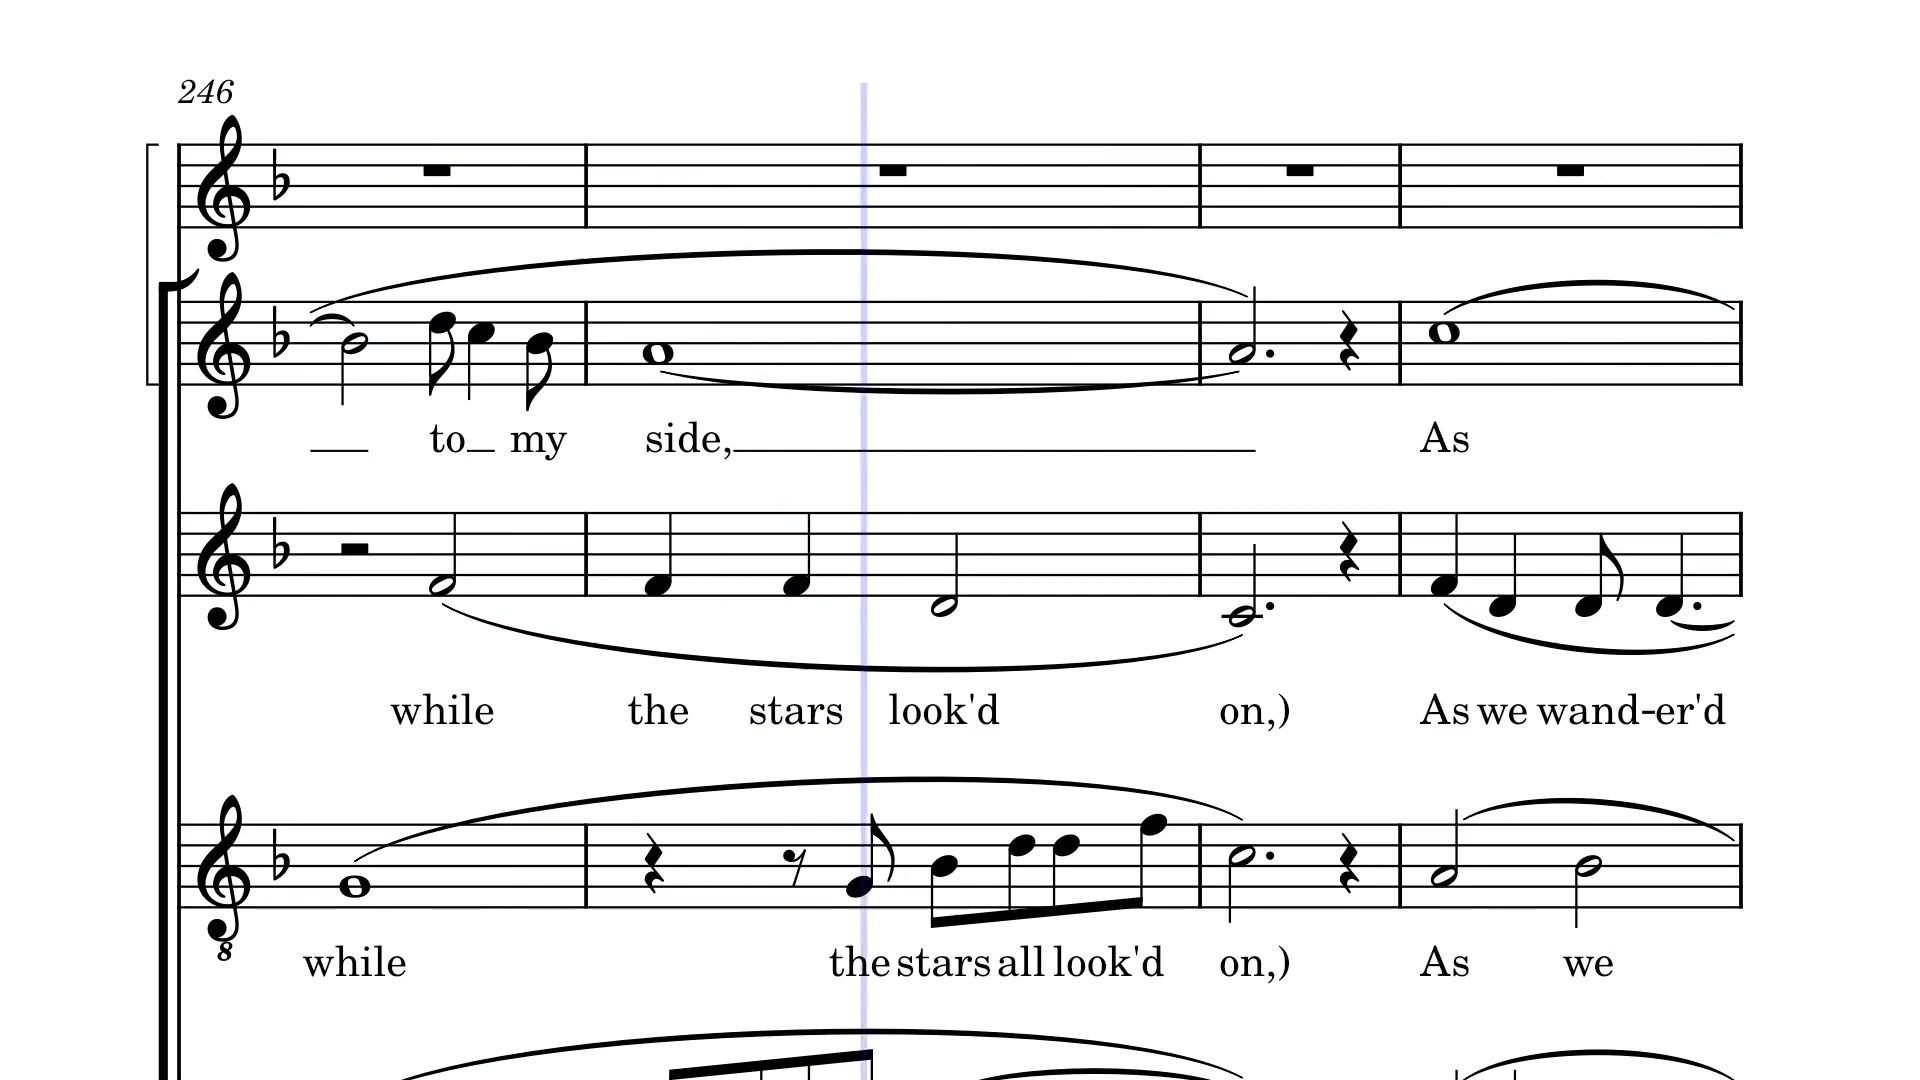 246
to my side, As
while the stars look'd on,) As we wand-er'd
8
while the stars all look'd on,) As we